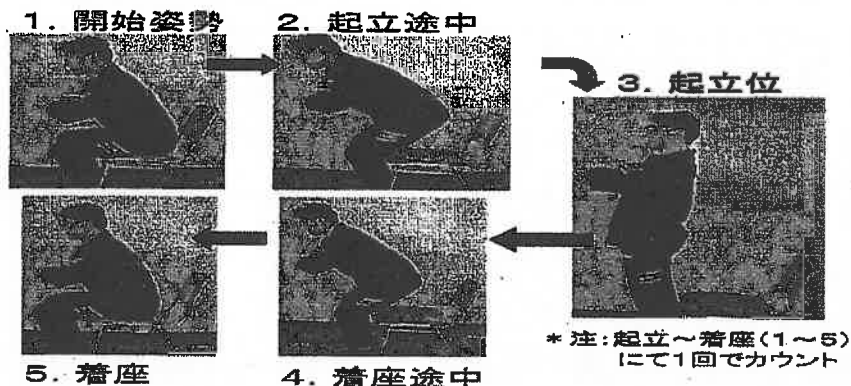 1. 開始姿勢
2. 起立途中
3. 起立位
*注:起立~着座(1~5)
にて1回でカウント
4. 着座途中
5. 着座